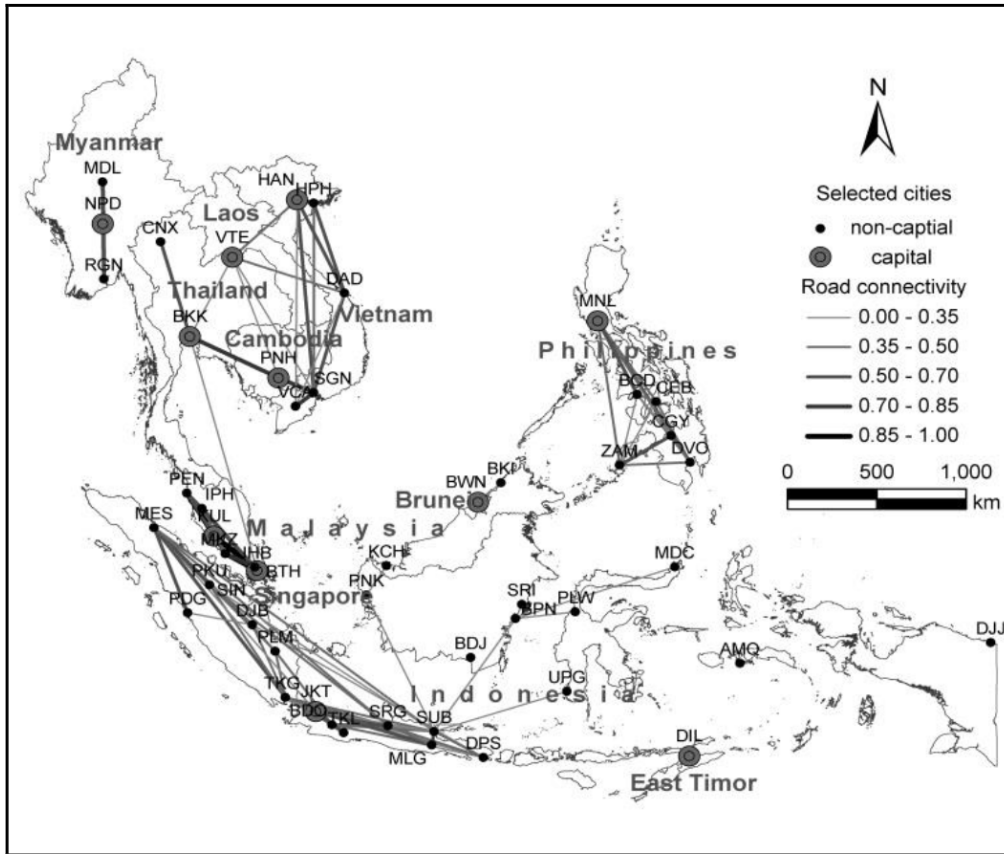 N
Myanmar
MDL
HAN
HPH
Selected cities
NPD
Laos
non-captial
CNX
VTE
capital
RGN
DAD
Road connectivity
Thailand
Vietnam
MNL
0.00 - 0.35
BKK
Cambodia
0.35 - 0.50
PNH
Philippines
0.50 - 0.70
SGN
VCA
BCD
CEB
0.70 - 0.85
CGY
0.85 - 1.00
ZAM
DVO
0 500 1,000
km
PEN
BKI
IPH
BWN
MES
Brunei
KUL
Malaysia
MKZ
JHB
KCH
MDC
PKU
BTH
PNK
SIN
Singapore
SRI
PDG
DJB
BPN
PLW
PLM
BDJ
AMQ
DJJ
UPG
TKG
JKT
Indonesia
BDO
TKL
SRG
SUB
DPS
DIL
MLG
East Timor